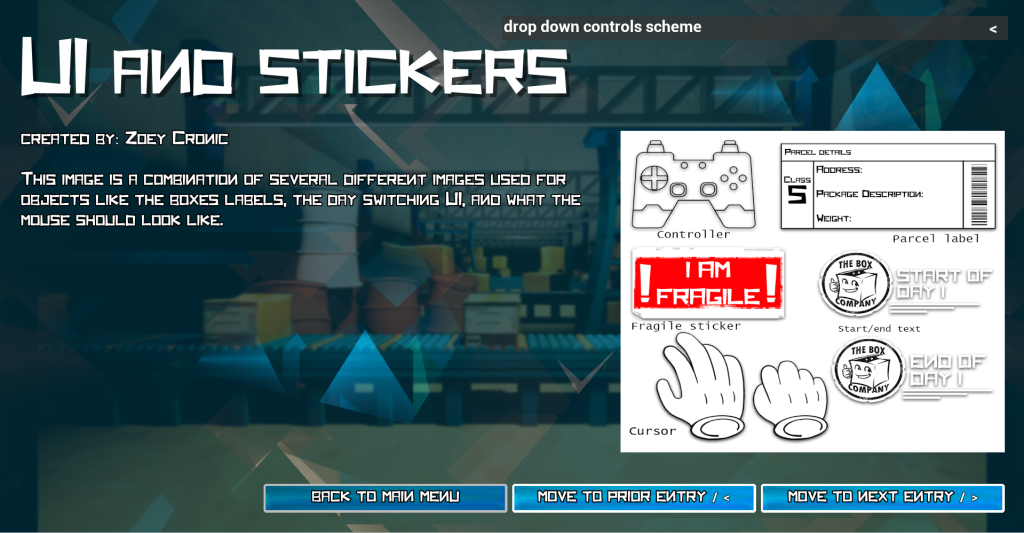 drop down controls scheme <
UI and stickers
created by: Zoey Cronic
This image is a combination of several different images used for
objects like the boxes labels, the day switching UI, and what the
mouse should look like.
Controller
Parcel details
Class
5
Address:
Package Description:
Weight:
Parcel label
! I AM !
FRAGILE
Fragile sticker
THE BOX
COMPANY
START OF
DAY 1
Start/end text
THE BOX
COMPANY
END OF
DAY 1
Cursor
BACK TO MAIN MENU
MOVE TO PRIOR ENTRY / <
MOVE TO NEXT ENTRY / >